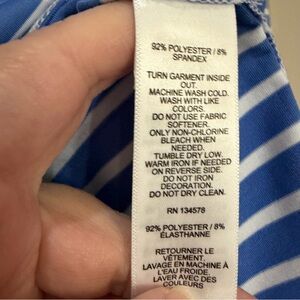 92% POLYESTER / 8%
SPANDEX
TURN GARMENT INSIDE
OUT.
MACHINE WASH COLD.
WASH WITH LIKE
COLORS.
DO NOT USE FABRIC
SOFTENER.
ONLY NON-CHLORINE
BLEACH WHEN
NEEDED.
TUMBLE DRY LOW.
WARM IRON IF NEEDED
ON REVERSE SIDE.
DO NOT IRON
DECORATION.
DO NOT DRY CLEAN.
RN 134578
92% POLYESTER / 8%
ÉLASTHANNE
RETOURNER LE
VÊTEMENT.
LAVAGE EN MACHINE À
L'EAU FROIDE.
LAVER AVEC DES
COULEURS